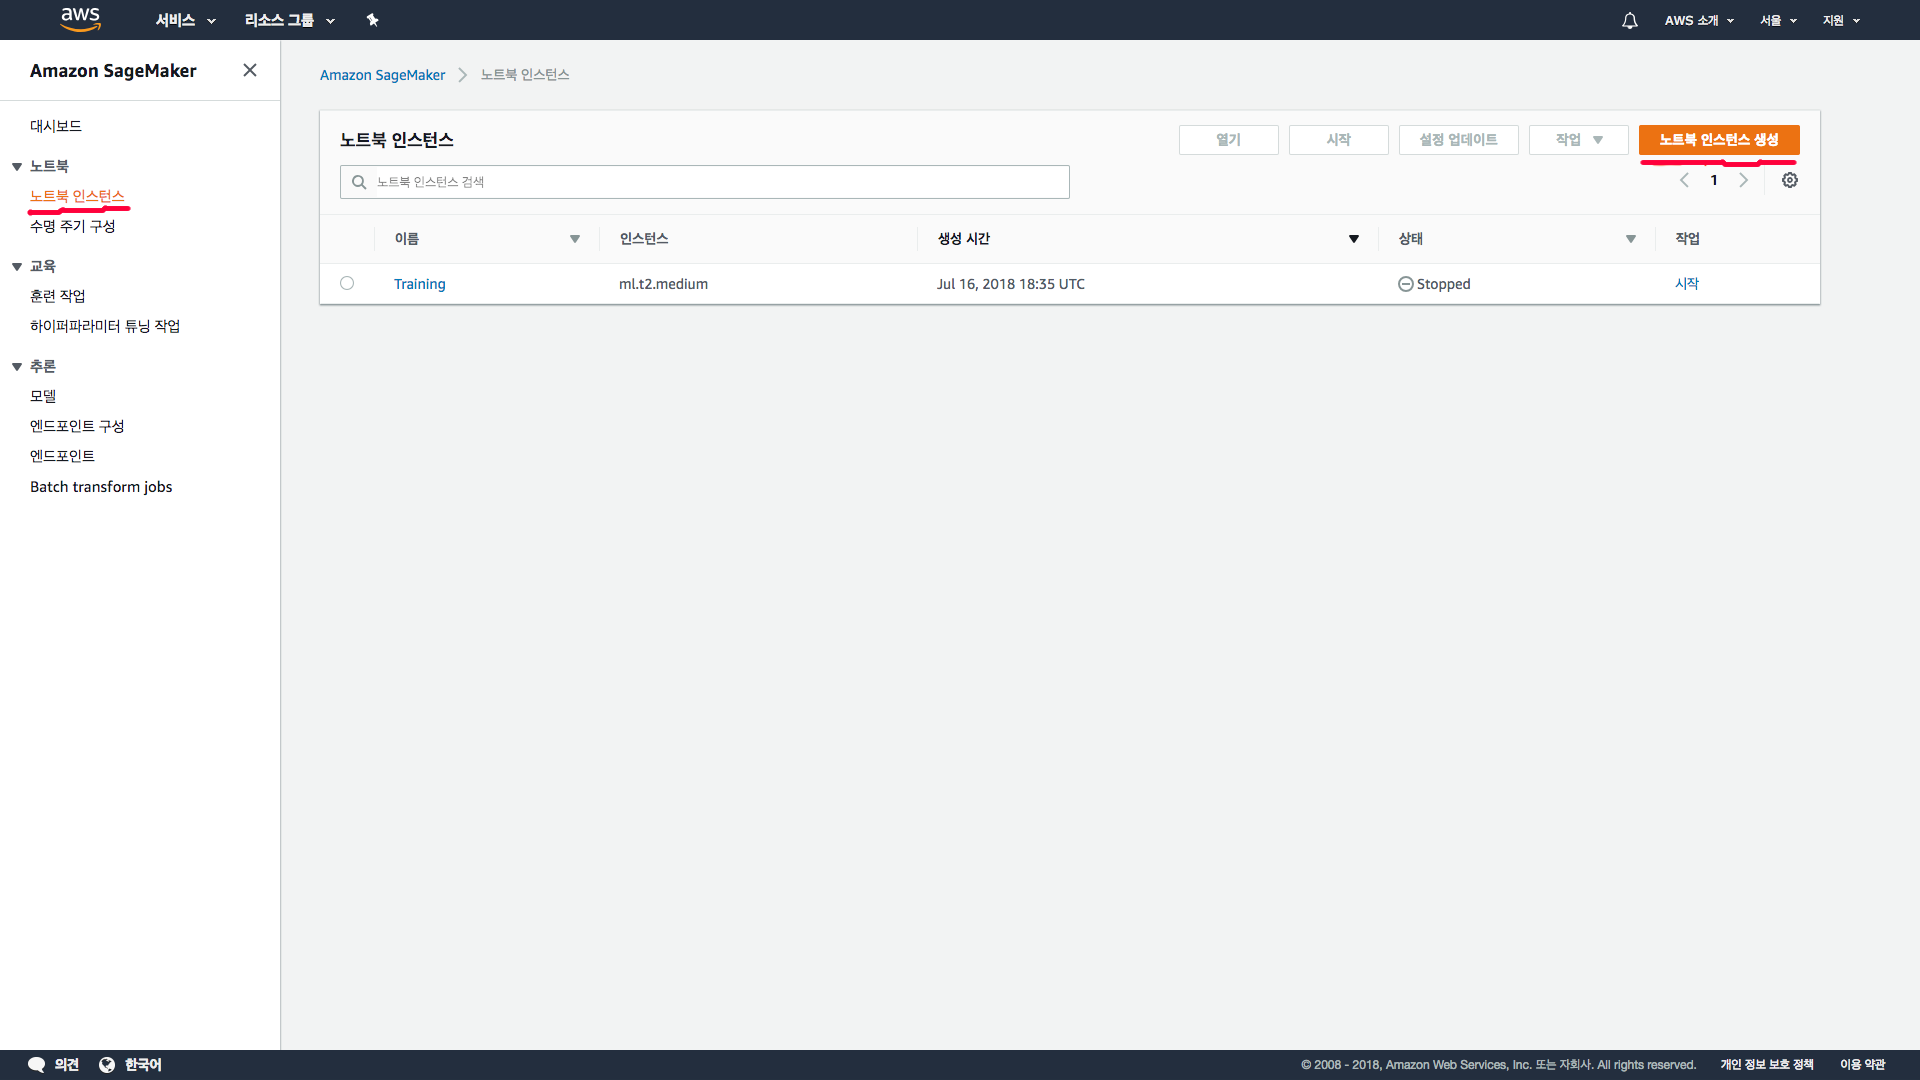 aws 서비스 리소스 그룹 AWS 소개 서울 지원
Amazon SageMaker
대시보드
노트북
노트북 인스턴스
수명 주기 구성
교육
훈련 작업
하이퍼파라미터 튜닝 작업
추론
모델
엔드포인트 구성
엔드포인트
Batch transform jobs
Amazon SageMaker 노트북 인스턴스
노트북 인스턴스 열기 시작 설정 업데이트 작업 노트북 인스턴스 생성
노트북 인스턴스 검색 1
이름 인스턴스 생성 시간 상태 작업
Training ml.t2.medium Jul 16, 2018 18:35 UTC Stopped 시작
의견 한국어 © 2008 - 2018, Amazon Web Services, Inc. 또는 자회사. All rights reserved. 개인 정보 보호 정책 이용 약관